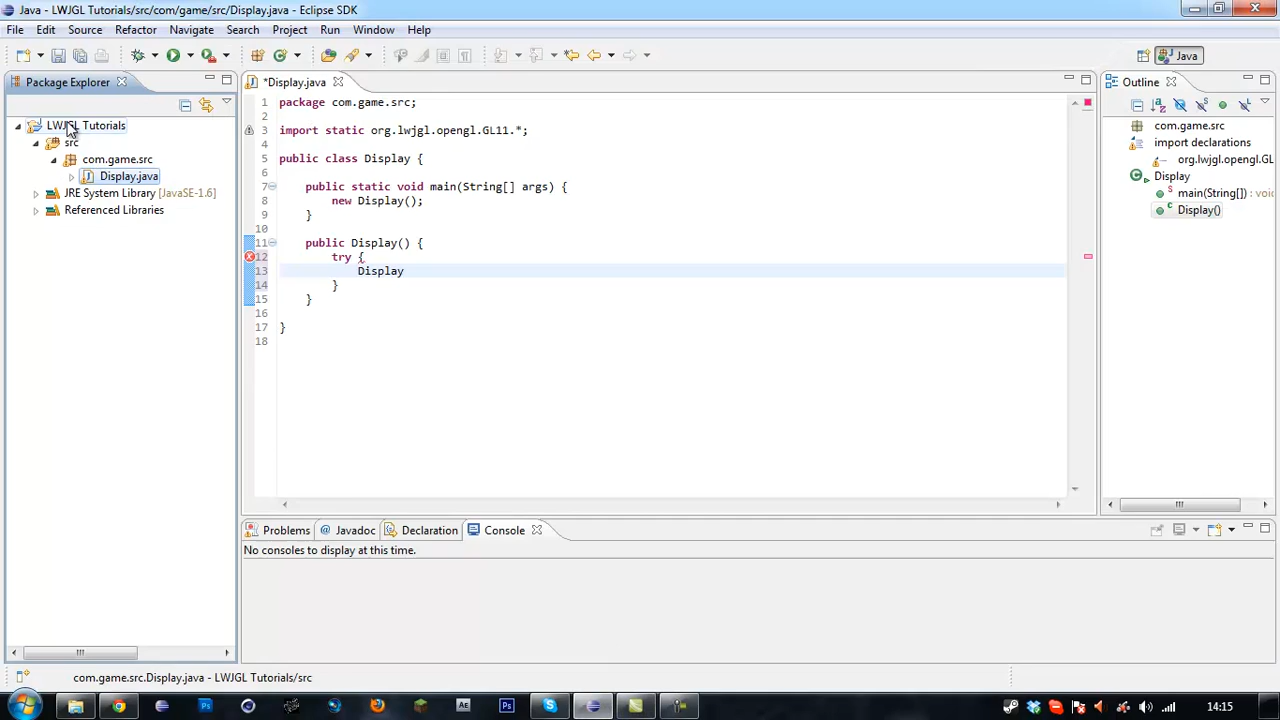 Java - LWJGL Tutorials/src/com/game/src/Display.java - Eclipse SDK
File Edit Source Refactor Navigate Search Project Run Window Help
Java
Package Explorer
*Display.java
Outline
LWJGL Tutorials
src
com.game.src
Display.java
JRE System Library [JavaSE-1.6]
Referenced Libraries
1 package com.game.src;
2
3 import static org.lwjgl.opengl.GL11.*;
4
5 public class Display {
6
7 public static void main(String[] args) {
8 new Display();
9 }
10
11 public Display() {
12 try {
13 Display
14 }
15 }
16
17 }
18
com.game.src
import declarations
org.lwjgl.opengl.GL
Display
main(String[]) : voi
Display()
Problems Javadoc Declaration Console
No consoles to display at this time.
com.game.src.Display.java - LWJGL Tutorials/src
14:15